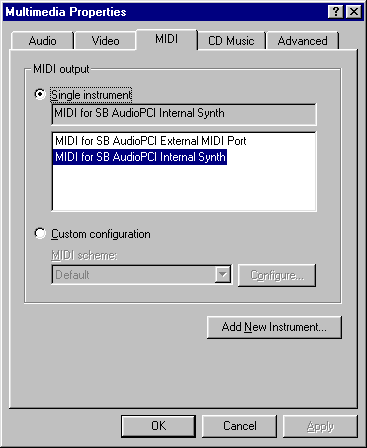 Multimedia Properties
Audio Video MIDI CD Music Advanced
MIDI output
Single instrument
MIDI for SB AudioPCI Internal Synth
MIDI for SB AudioPCI External MIDI Port
MIDI for SB AudioPCI Internal Synth
Custom configuration
MIDI scheme:
Default Configure...
Add New Instrument...
OK Cancel Apply